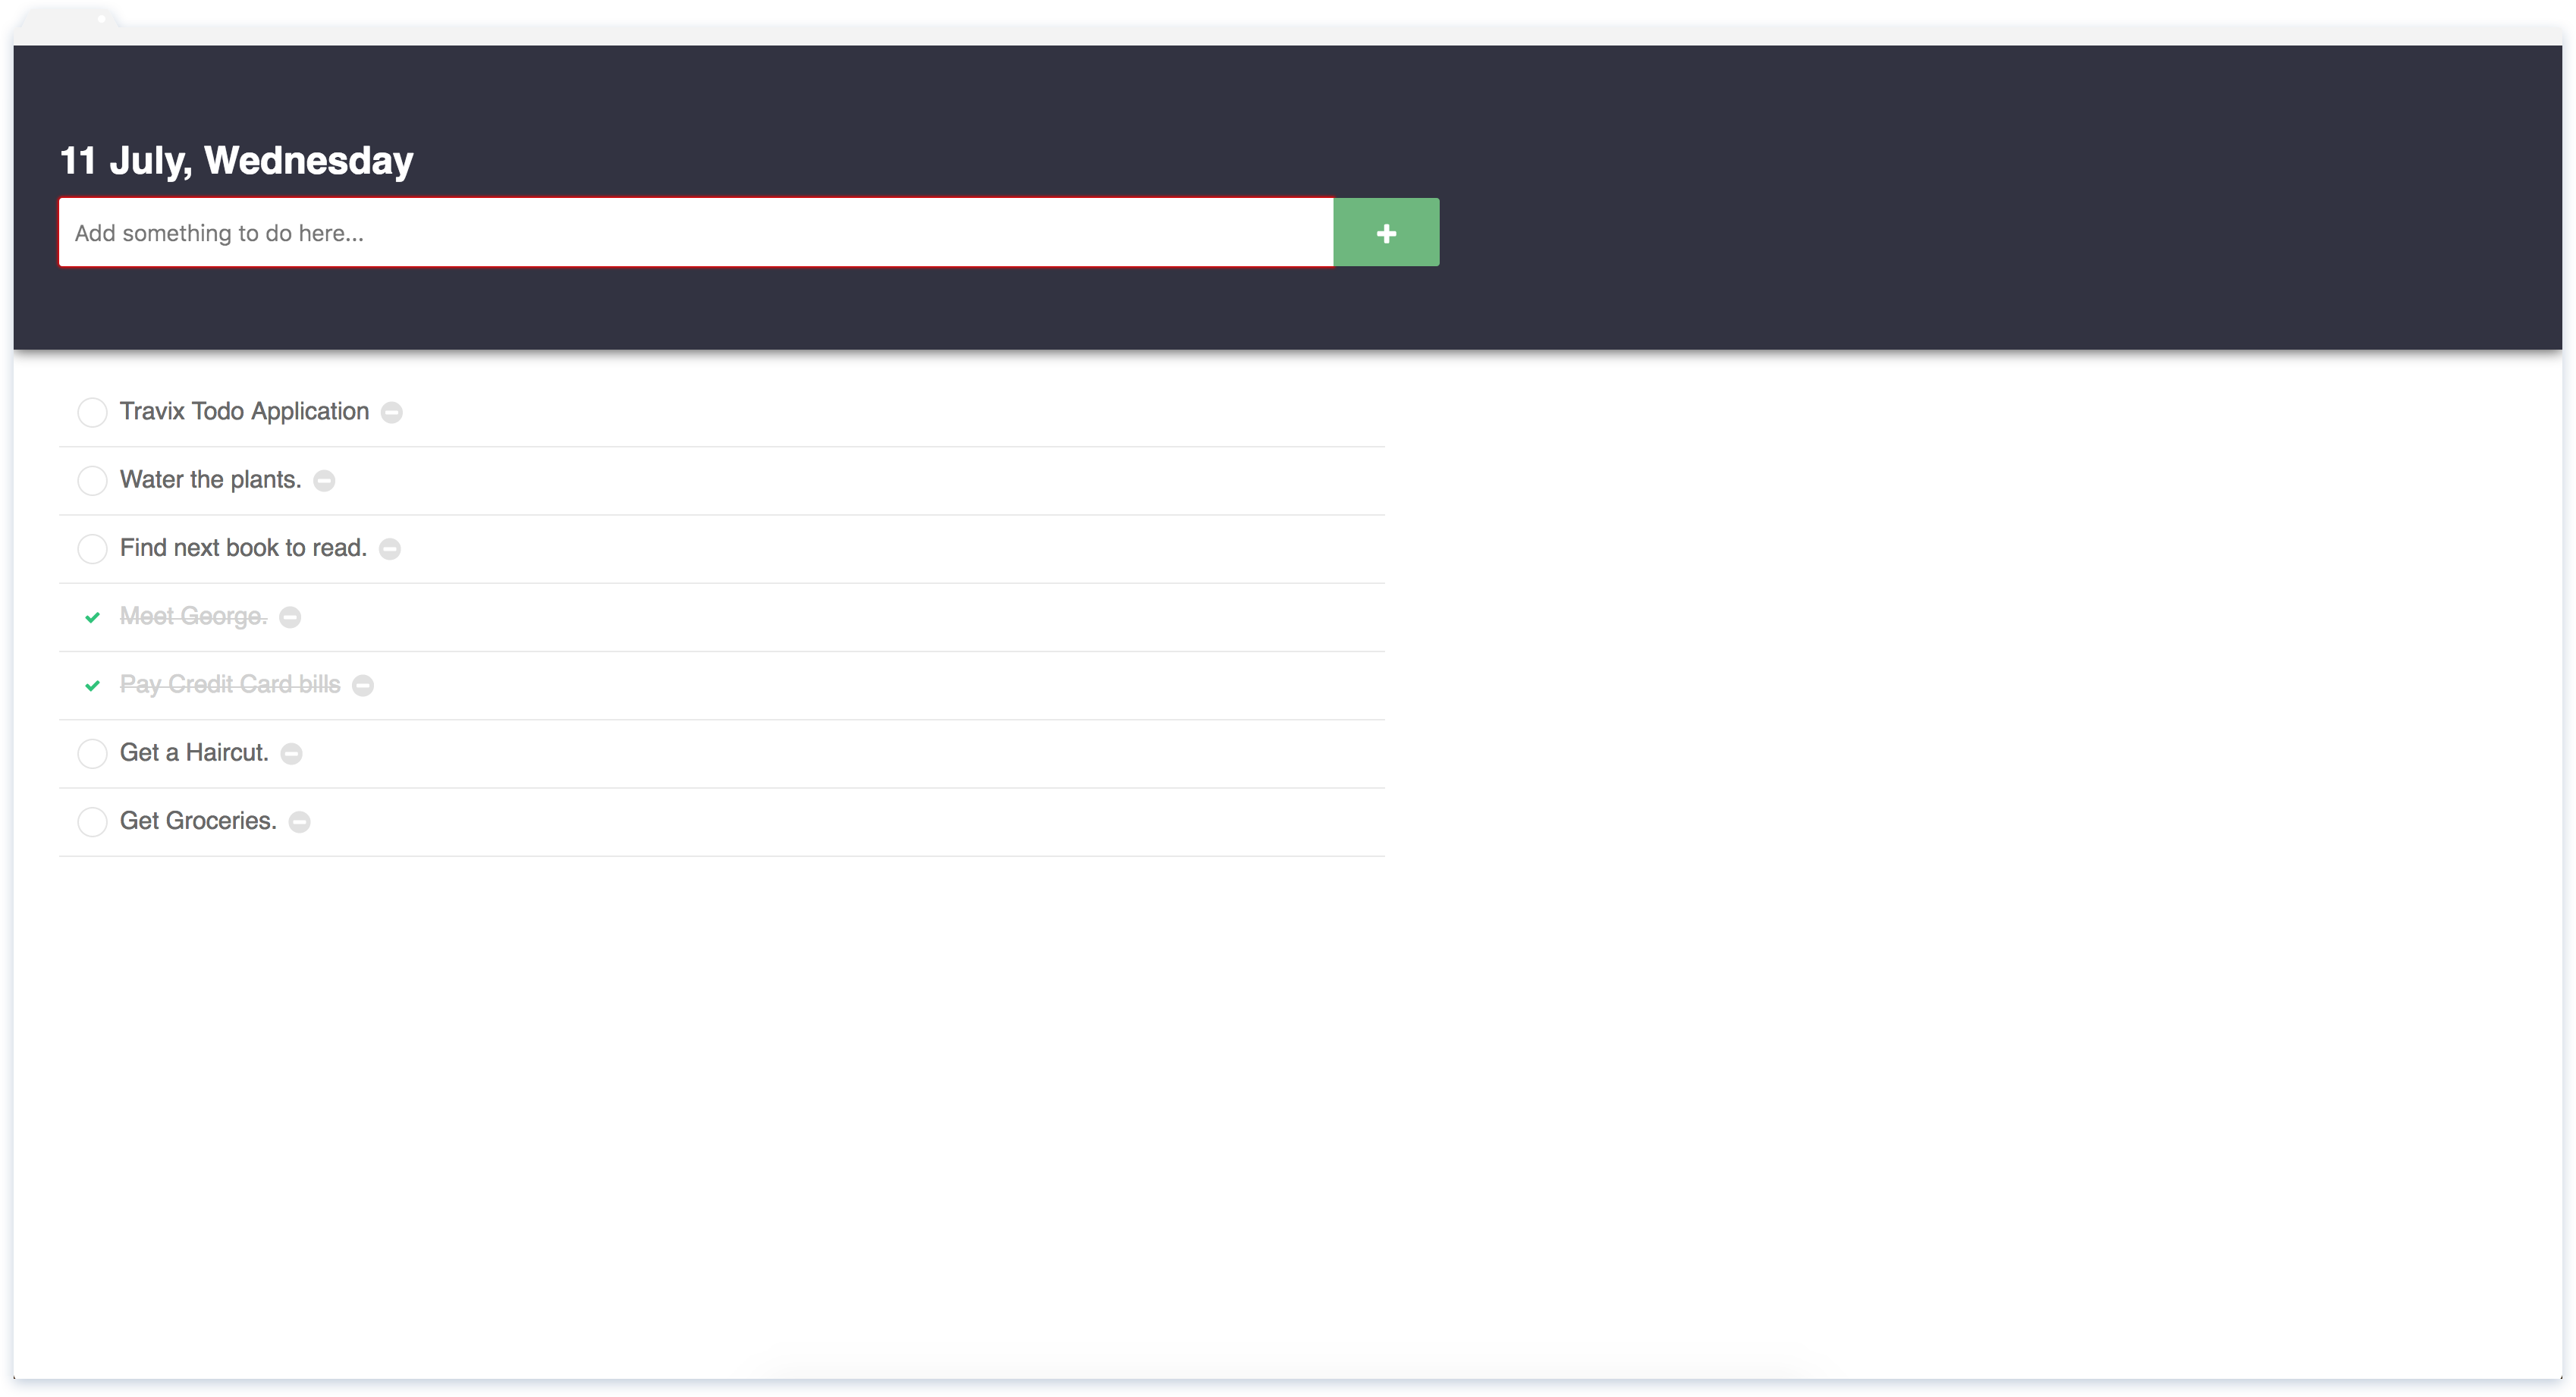 11 July, Wednesday
Add something to do here...
Travix Todo Application
Water the plants.
Find next book to read.
Meet George.
Pay Credit Card bills
Get a Haircut.
Get Groceries.